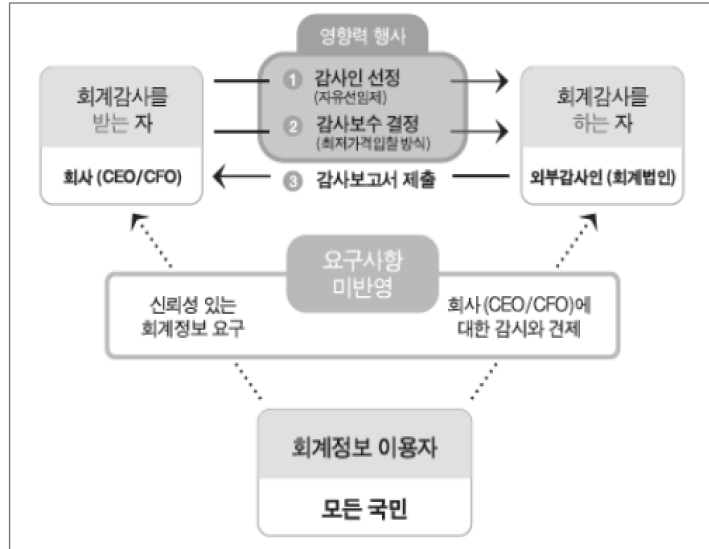 영향력 행사
회계감사를
받는 자
회사 (CEO/CFO)
1 감사인 선정
(자유선임제)
2 감사보수 결정
(최저가격입찰 방식)
3 감사보고서 제출
회계감사를
하는 자
외부감사인 (회계법인)
요구사항
미반영
신뢰성 있는
회계정보 요구
회사 (CEO/CFO)에
대한 감시와 견제
회계정보 이용자
모든 국민